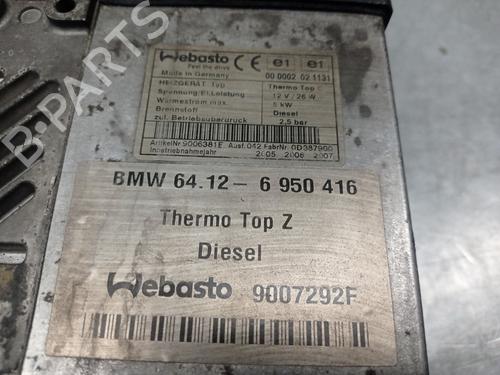 Webasto CE e1 e1
Feel the drive
Made in Germany 00 0002 02 1131
HEIZGERÄT Typ Thermo Top
Spannung/El.Leistung 12 V / 26 W
Wärmestrom max. 5 kW
Brennstoff Diesel
zul. Betriebsüberdruck 2,5 bar
ArtikelNr 9006381E Ausf.042 FabrNr. 0D387900
Inbetriebnahmejahr 2005 2006 2007
BMW 64.12- 6 950 416
Thermo Top Z
Diesel
Webasto 9007292F
B-PARTS